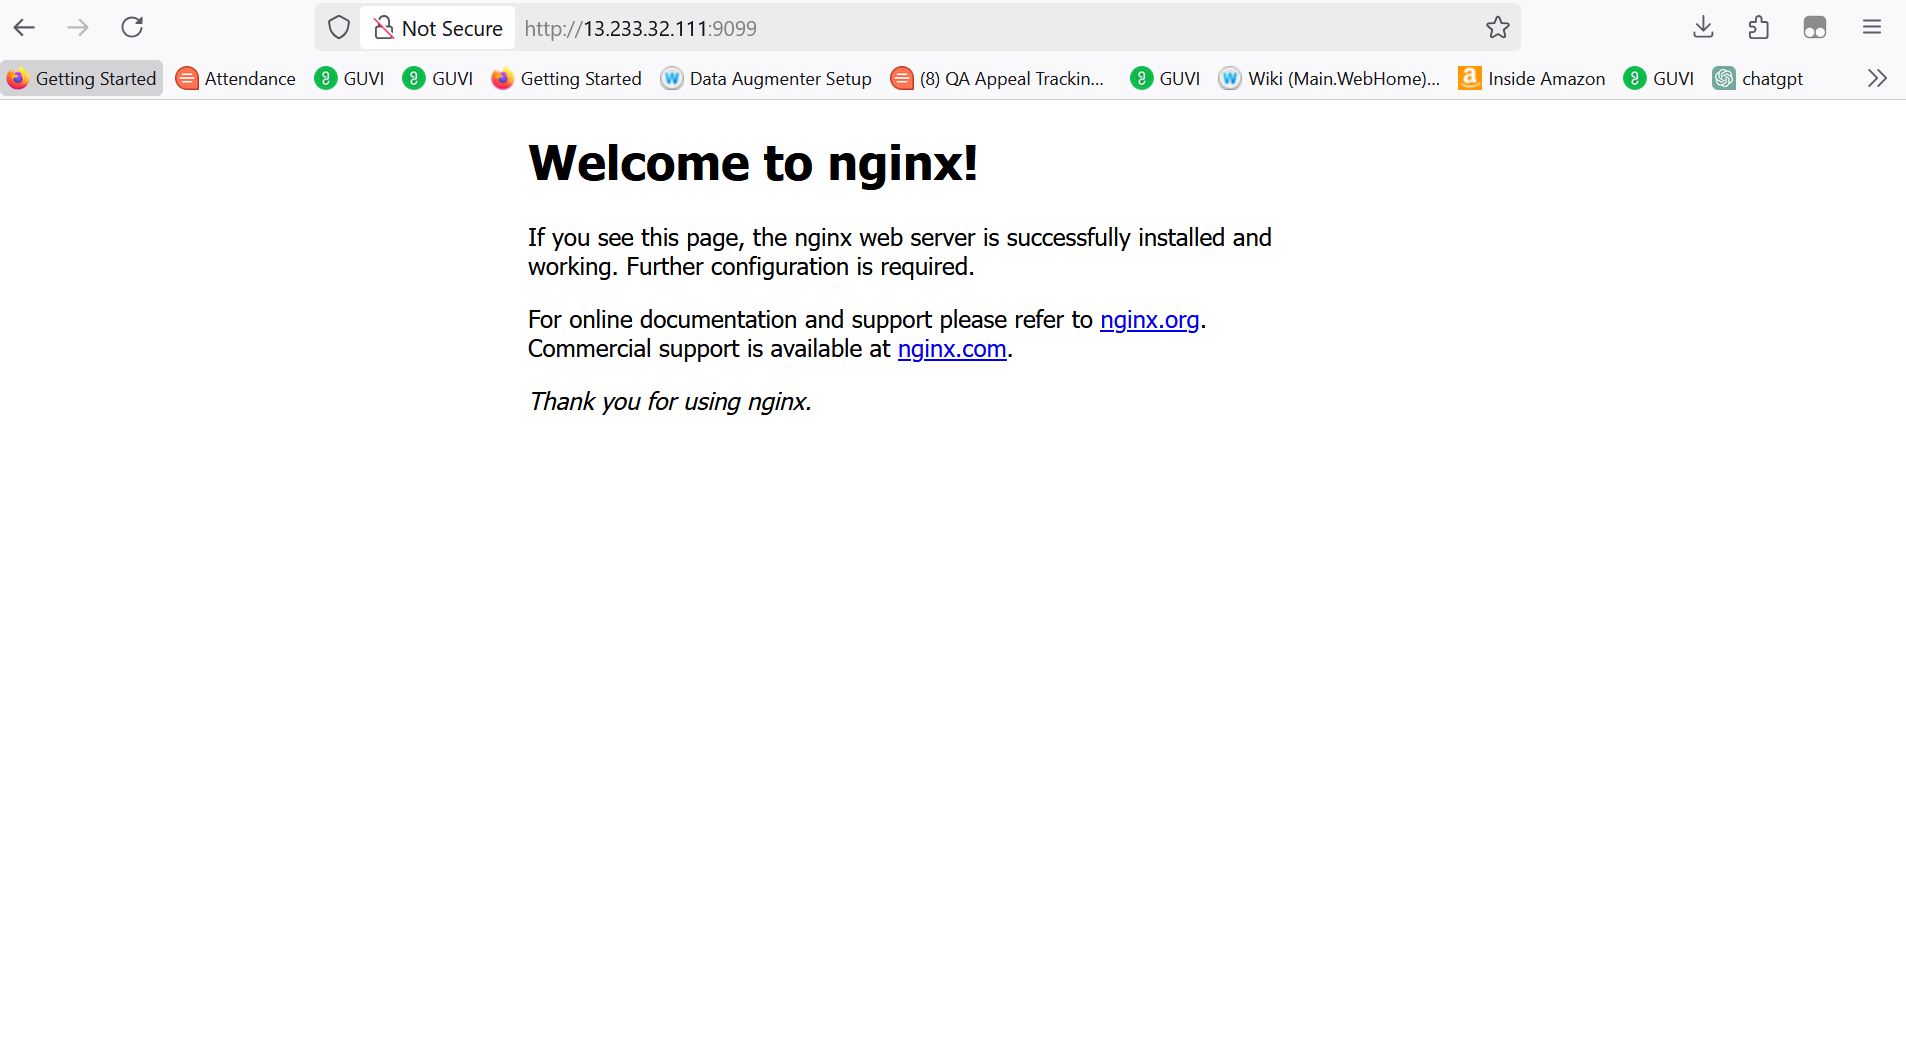 Not Secure http://13.233.32.111:9099
Getting Started Attendance GUVI GUVI Getting Started Data Augmenter Setup (8) QA Appeal Trackin... GUVI Wiki (Main.WebHome)... Inside Amazon GUVI chatgpt
Welcome to nginx!
If you see this page, the nginx web server is successfully installed and
working. Further configuration is required.
For online documentation and support please refer to nginx.org.
Commercial support is available at nginx.com.
Thank you for using nginx.